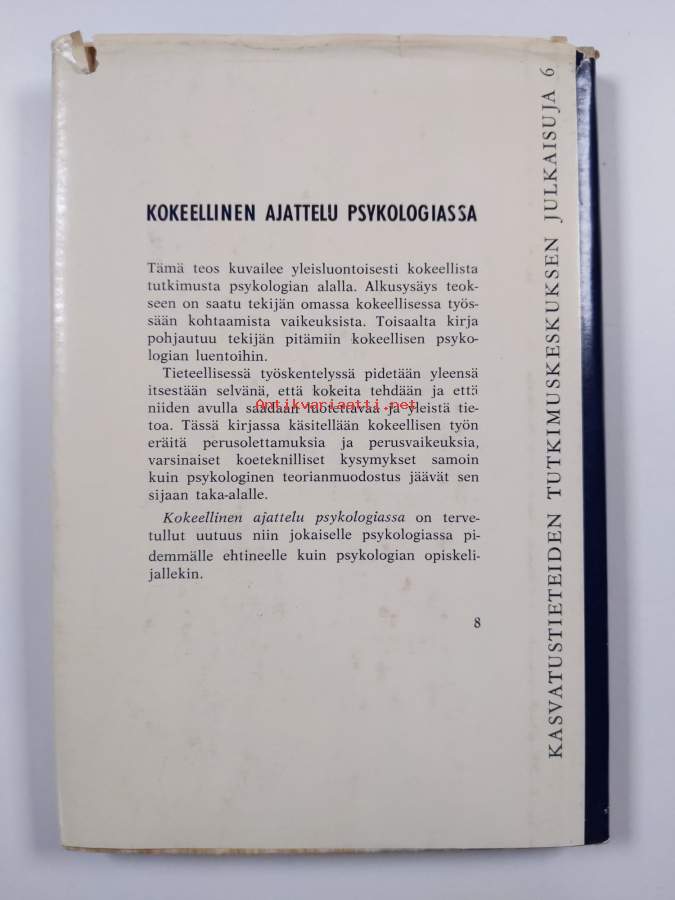 KOKEELLINEN AJATTELU PSYKOLOGIASSA
Tämä teos kuvailee yleisluontoisesti kokeellista
tutkimusta psykologian alalla. Alkusysäys teok-
seen on saatu tekijän omassa kokeellisessa työs-
sään kohtaamista vaikeuksista. Toisaalta kirja
pohjautuu tekijän pitämiin kokeellisen psyko-
logian luentoihin.
Tieteellisessä työskentelyssä pidetään yleensä
itsestään selvänä, että kokeita tehdään ja että
niiden avulla saadaan luotettavaa ja yleistä tie-
toa. Tässä kirjassa käsitellään kokeellisen työn
eräitä perusolettamuksia ja perusvaikeuksia,
varsinaiset koeteknilliset kysymykset samoin
kuin psykologinen teorianmuodostus jäävät sen
sijaan taka-alalle.
Kokeellinen ajattelu psykologiassa on terve-
tullut uutuus niin jokaiselle psykologiassa pi-
demmälle ehtineelle kuin psykologian opiskeli-
jallekin.
8
KASVATUSTIETEIDEN TUTKIMUSKESKUKSEN JULKAISUJA 6
Antikvariaatti.net